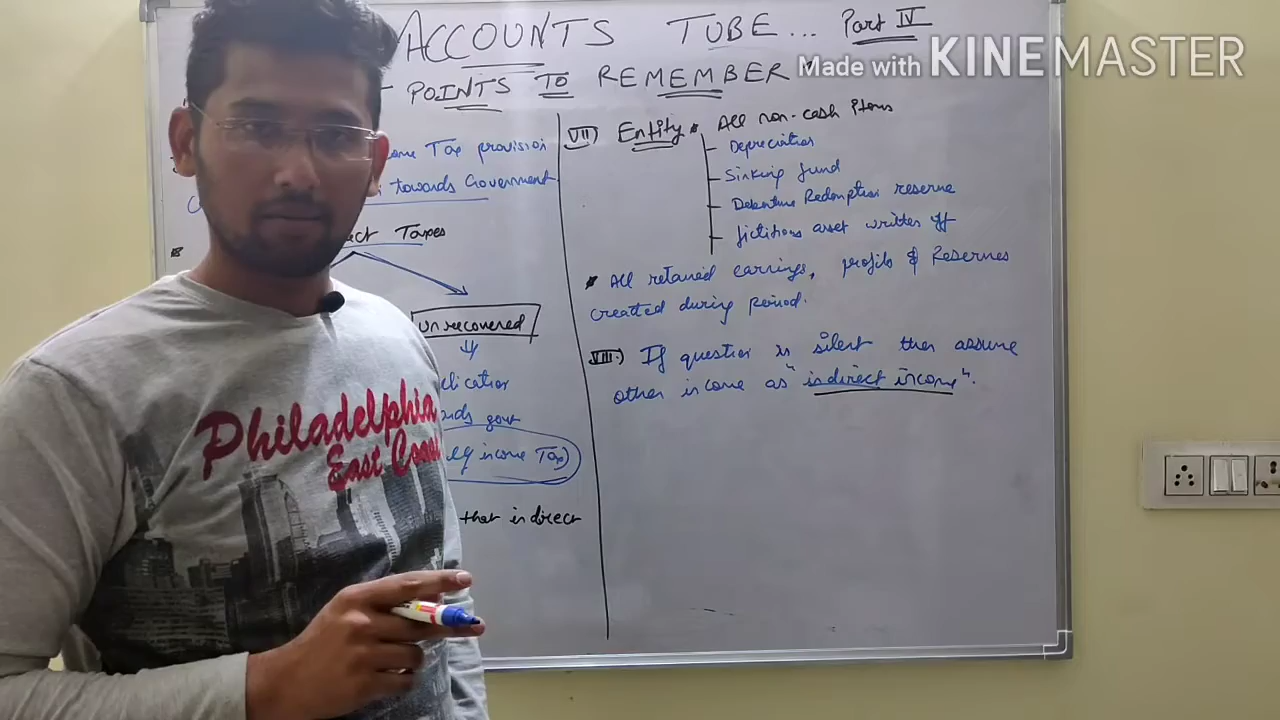 ACCOUNTS TUBE... Part IV
Made with KINEMASTER
- POINTS TO REMEMBER -
Tax provision
towards Government
Taxes
unrecovered
govt
income Tax)
that indirect
VII) Entity All non-cash items
- Depreciation
- Sinking fund
- Debenture Redemption reserve
- fictitious asset written off
All retained earnings, profits & Reserves
created during period.
VIII.) If question is silent then assume
other income as "indirect income".
Philadelphia
East Coast